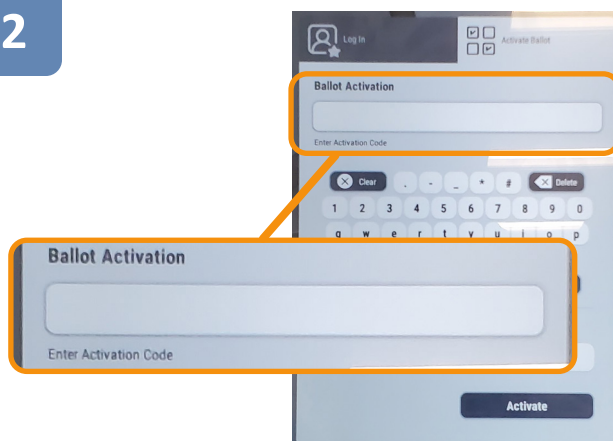 2
Log In
Activate Ballot
Ballot Activation
Enter Activation Code
Clear . - _ * # Delete
1 2 3 4 5 6 7 8 9 0
q w e r t y u i o p
Ballot Activation
Enter Activation Code
Activate